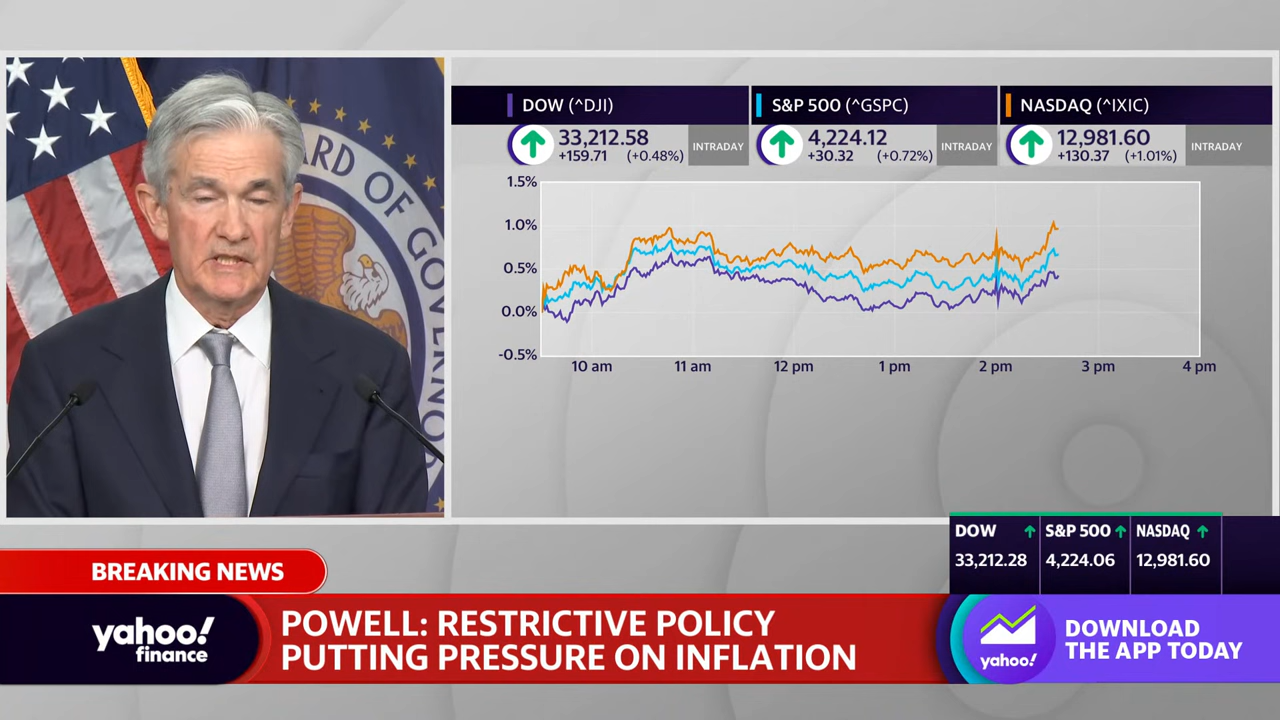 ARD OF GOVERNO
DOW (^DJI)
33,212.58
+159.71 (+0.48%)
INTRADAY
S&P 500 (^GSPC)
4,224.12
+30.32 (+0.72%)
INTRADAY
NASDAQ (^IXIC)
12,981.60
+130.37 (+1.01%)
INTRADAY
1.5%
1.0%
0.5%
0.0%
-0.5%
10 am 11 am 12 pm 1 pm 2 pm 3 pm 4 pm
DOW S&P 500 NASDAQ
33,212.28 4,224.06 12,981.60
BREAKING NEWS
yahoo!
finance
POWELL: RESTRICTIVE POLICY
PUTTING PRESSURE ON INFLATION
yahoo!
DOWNLOAD
THE APP TODAY